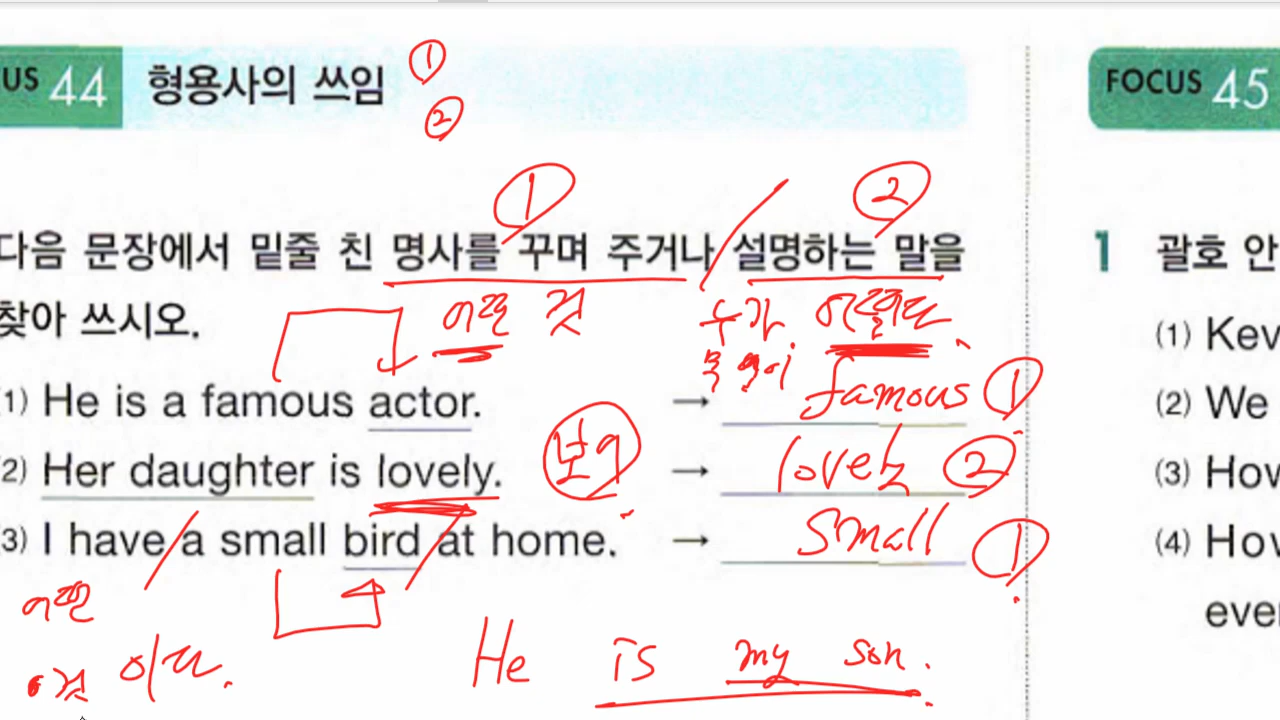 US 44 형용사의 쓰임 ①
②
① ②
다음 문장에서 밑줄 친 명사를 꾸며 주거나 / 설명하는 말을
찾아 쓰시오.
어떤 것 누가 어떠하다.
무엇이
(1) He is a famous actor. → famous ①
(2) Her daughter is lovely. 보어 → lovely ②
(3) I have a small bird at home. → small ①
어떤
것 이다.
He is my son.
FOCUS 45
1 괄호 안
(1) Kev
(2) We
(3) How
(4) How
ever